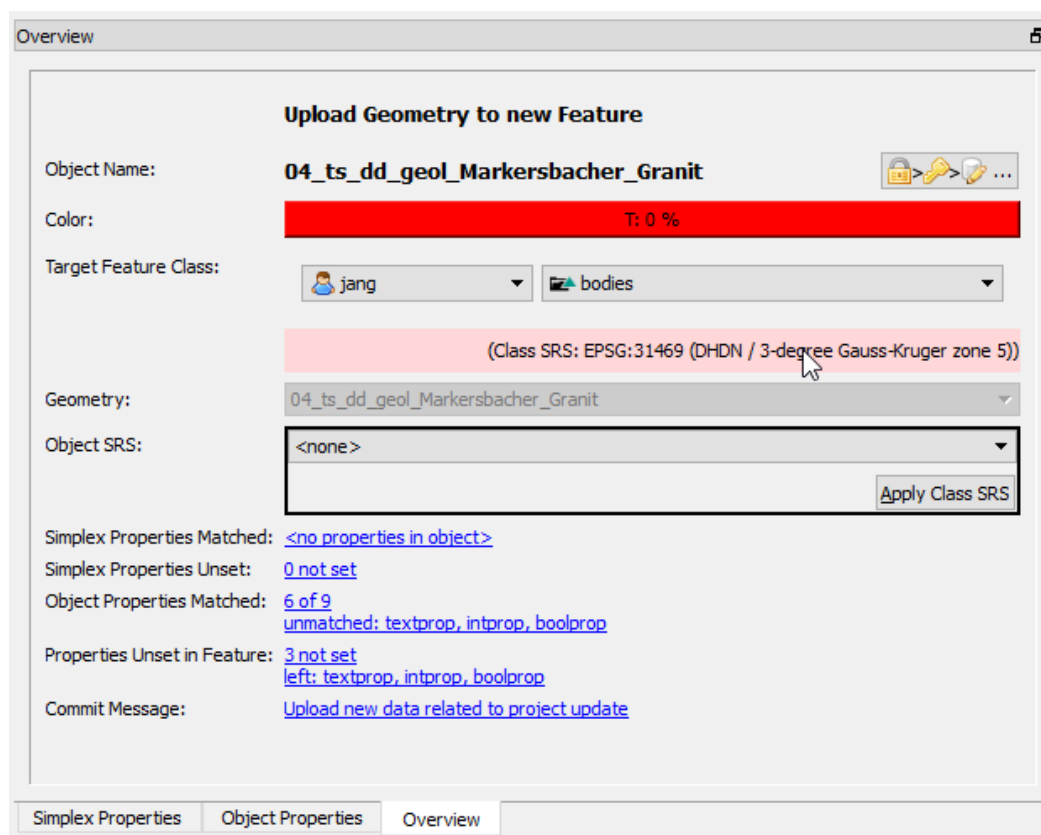 Overview
Upload Geometry to new Feature
Object Name: 04_ts_dd_geol_Markersbacher_Granit > > ...
Color: T: 0 %
Target Feature Class: jang bodies
(Class SRS: EPSG:31469 (DHDN / 3-degree Gauss-Kruger zone 5))
Geometry: 04_ts_dd_geol_Markersbacher_Granit
Object SRS: <none>
Apply Class SRS
Simplex Properties Matched: <no properties in object>
Simplex Properties Unset: 0 not set
Object Properties Matched: 6 of 9
unmatched: textprop, intprop, boolprop
Properties Unset in Feature: 3 not set
left: textprop, intprop, boolprop
Commit Message: Upload new data related to project update
Simplex Properties Object Properties Overview